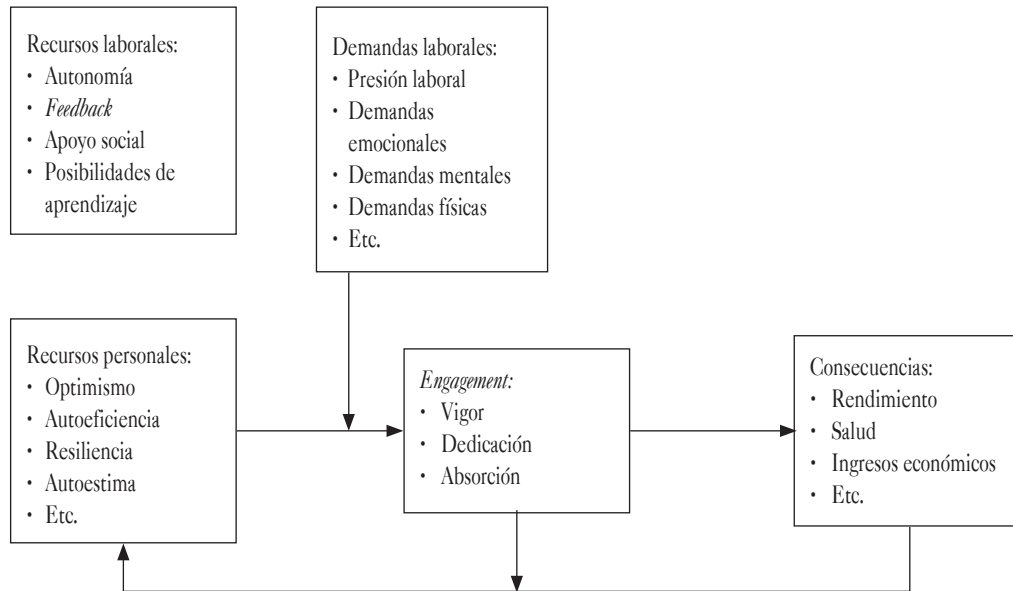 Recursos laborales:
• Autonomía
• Feedback
• Apoyo social
• Posibilidades de
aprendizaje
Demandas laborales:
• Presión laboral
• Demandas
emocionales
• Demandas mentales
• Demandas físicas
• Etc.
Recursos personales:
• Optimismo
• Autoeficiencia
• Resiliencia
• Autoestima
• Etc.
Engagement:
• Vigor
• Dedicación
• Absorción
Consecuencias:
• Rendimiento
• Salud
• Ingresos económicos
• Etc.